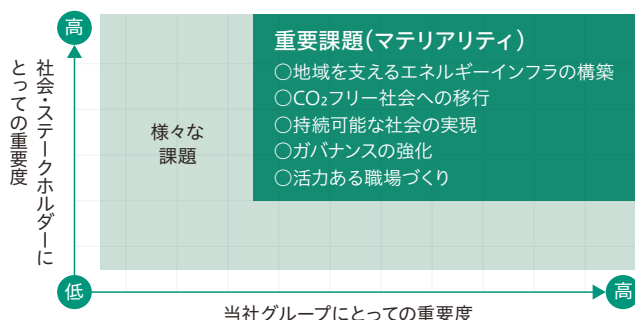 高
社会・ステークホルダーに
とっての重要度
重要課題（マテリアリティ）
○地域を支えるエネルギーインフラの構築
○CO₂フリー社会への移行
○持続可能な社会の実現
○ガバナンスの強化
○活力ある職場づくり
様々な
課題
低
高
当社グループにとっての重要度